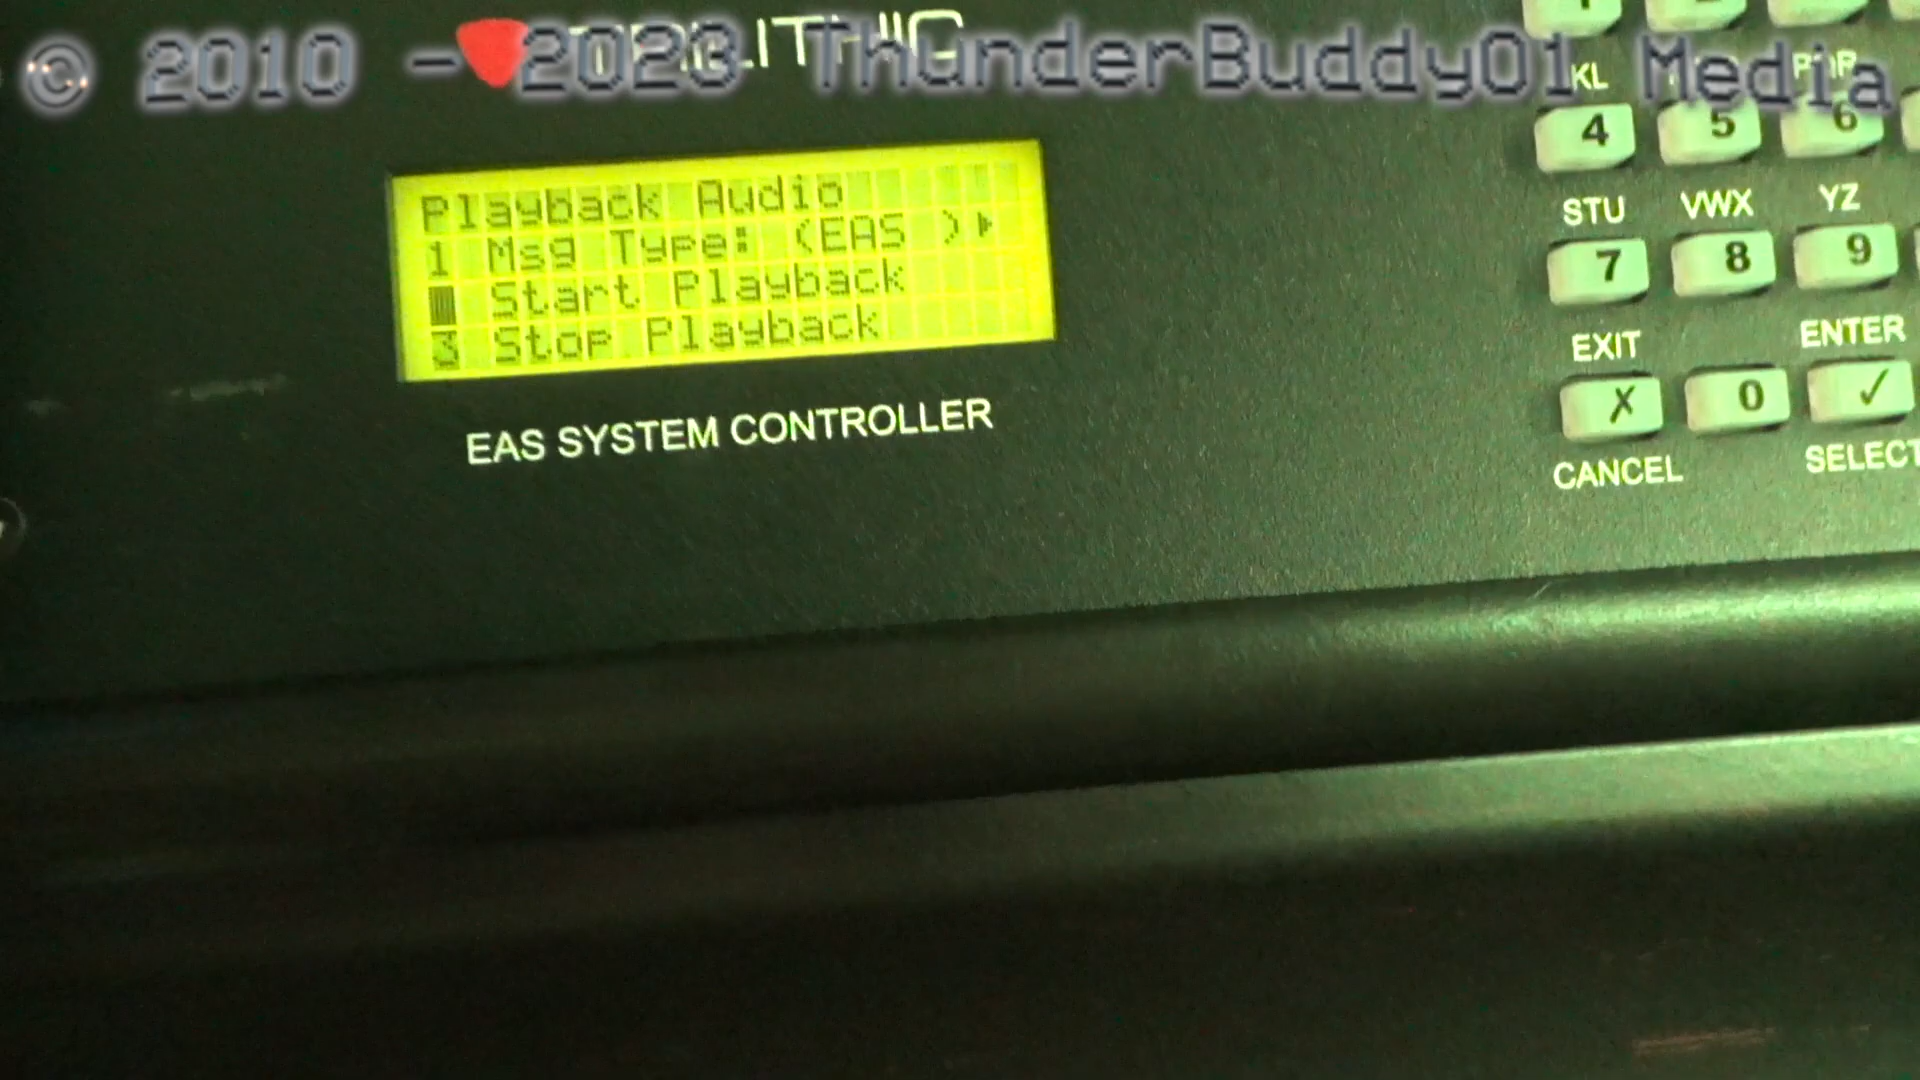 © 2010 - 2023 ThunderBuddy01 Media
TRILITHIC
Playback Audio
1 Msg Type: (EAS )▶
Start Playback
3 Stop Playback
EAS SYSTEM CONTROLLER
KL
4 5 6
STU VWX YZ
7 8 9
EXIT ENTER
✗ 0 ✓
CANCEL SELECT